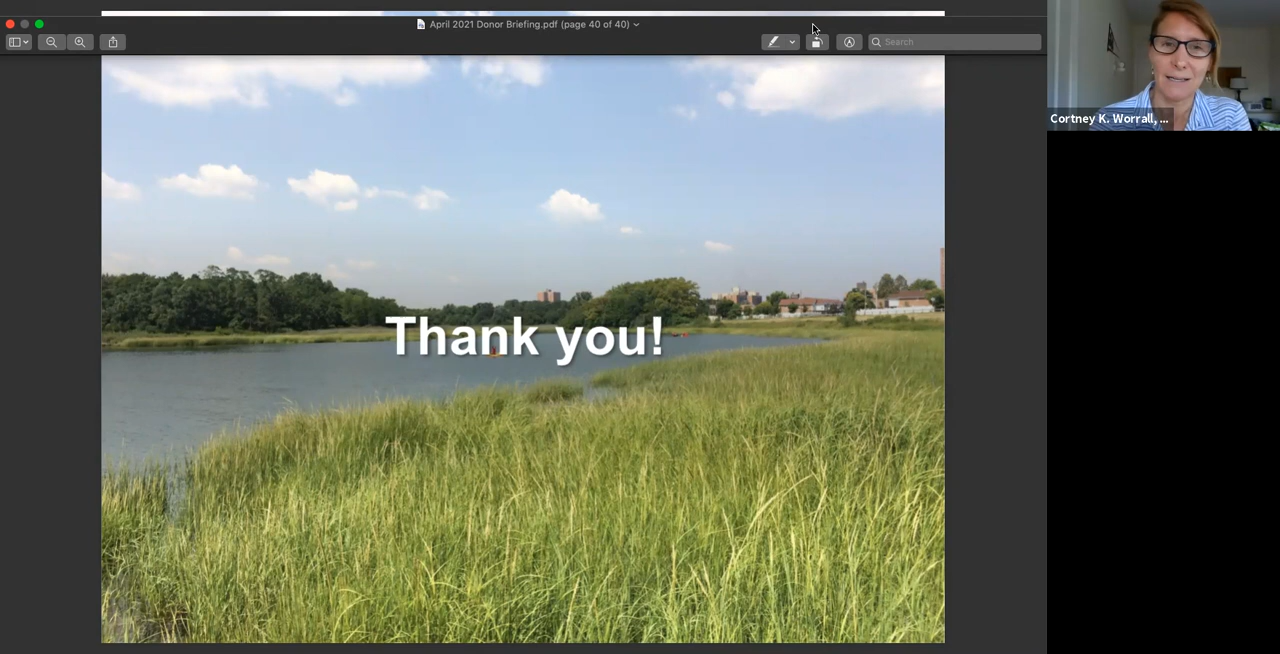 April 2021 Donor Briefing.pdf (page 40 of 40)
Search
Cortney K. Worrall, ...
Thank you!